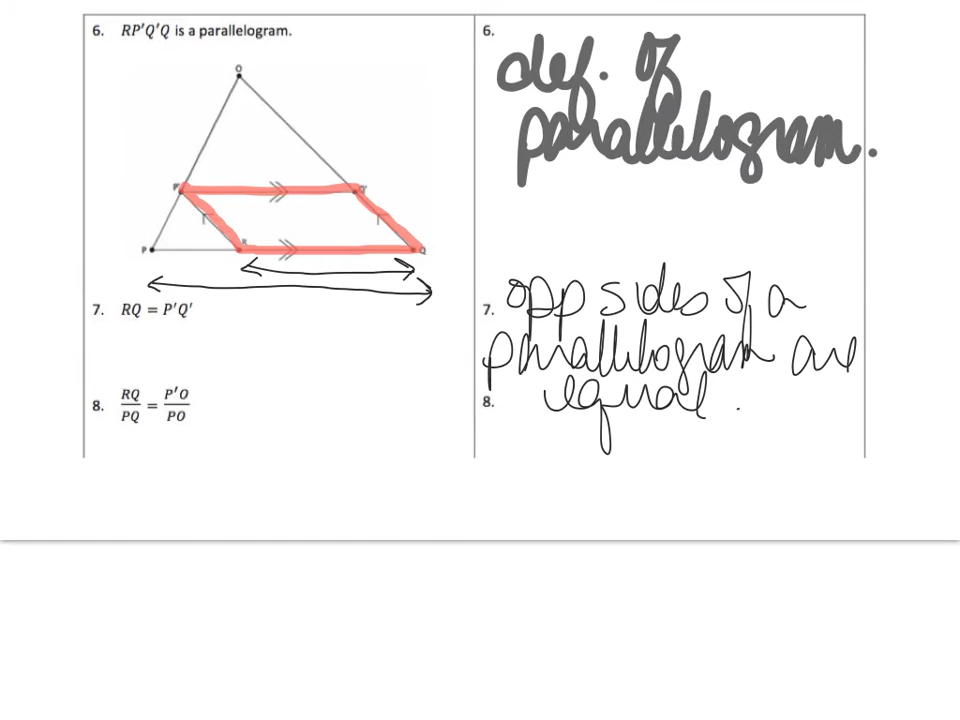 6. RP'Q'Q is a parallelogram.
6.
def. of
parallelogram.
O
P' Q'
R
P Q
7. RQ = P'Q'
7.
opp sides of a
parallelogram are
equal.
8. RQ/PQ = P'O/PO
8.